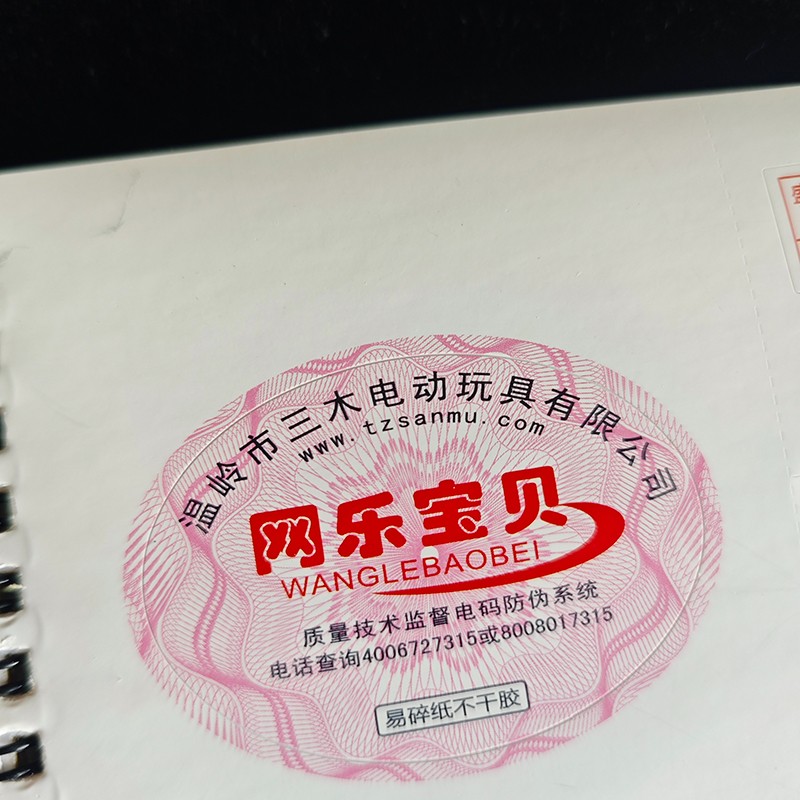 温岭市三木电动玩具有限公司
www.tzsanmu.com
网乐宝贝
WANGLEBAOBEI
质量技术监督电码防伪系统
电话查询4006727315或8008017315
易碎纸不干胶